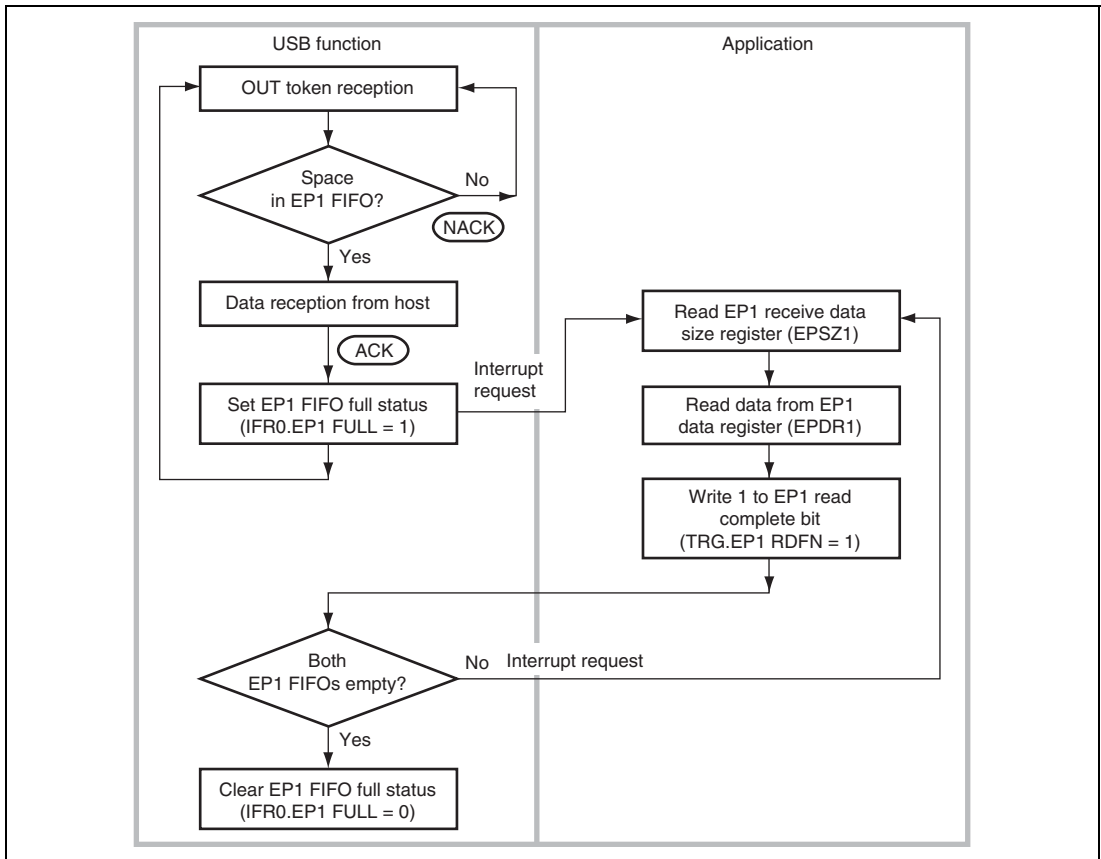 USB function
Application
OUT token reception
Space
in EP1 FIFO?
No
NACK
Yes
Data reception from host
ACK
Set EP1 FIFO full status
(IFR0.EP1 FULL = 1)
Interrupt
request
Read EP1 receive data
size register (EPSZ1)
Read data from EP1
data register (EPDR1)
Write 1 to EP1 read
complete bit
(TRG.EP1 RDFN = 1)
Both
EP1 FIFOs empty?
No Interrupt request
Yes
Clear EP1 FIFO full status
(IFR0.EP1 FULL = 0)